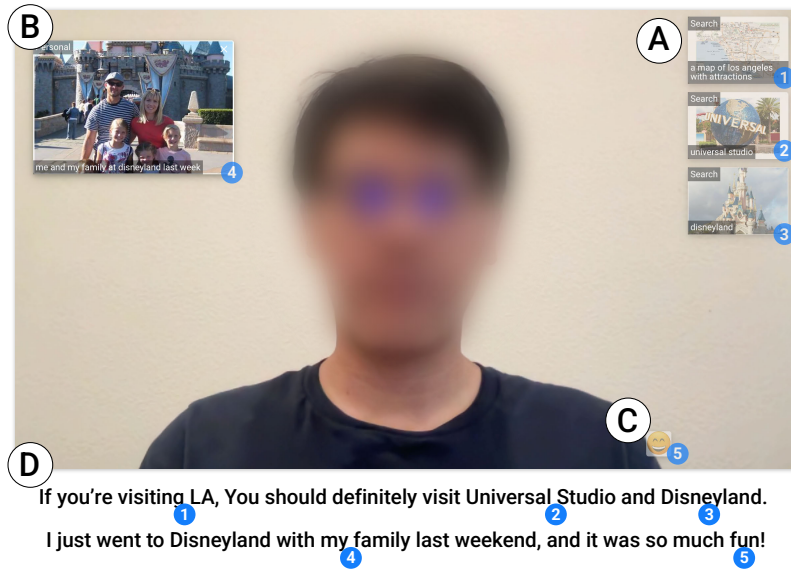 B
Personal
me and my family at disneyland last week
4
A
Search
a map of los angeles
with attractions
1
Search
UNIVERSAL
universal studio
2
Search
disneyland
3
C
5
D
If you’re visiting LA, You should definitely visit Universal Studio and Disneyland.
1 2 3
I just went to Disneyland with my family last weekend, and it was so much fun!
4 5